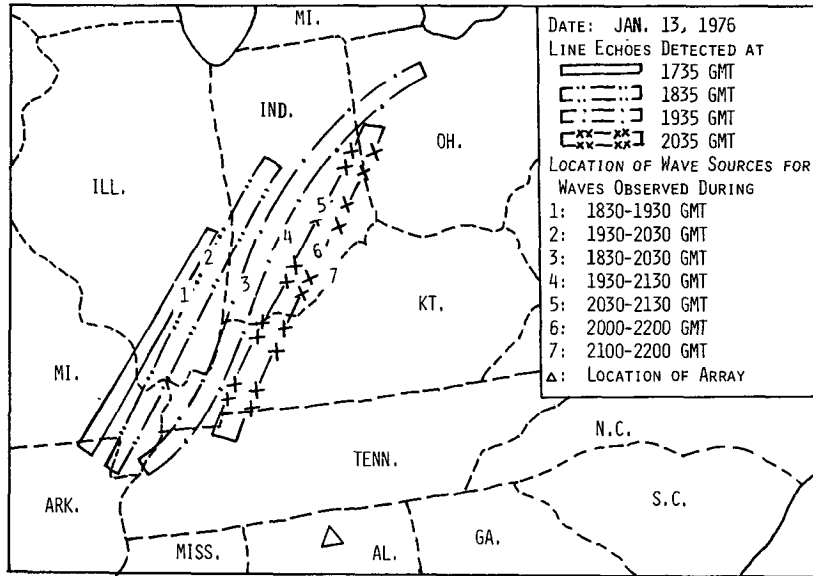 MI.
IND.
OH.
ILL.
5
4
2
6
3
7
1
KT.
MI.
TENN.
N.C.
ARK.
S.C.
MISS.
AL.
GA.
DATE: JAN. 13, 1976
LINE ECHOES DETECTED AT
1735 GMT
1835 GMT
1935 GMT
2035 GMT
LOCATION OF WAVE SOURCES FOR
WAVES OBSERVED DURING
1: 1830-1930 GMT
2: 1930-2030 GMT
3: 1830-2030 GMT
4: 1930-2130 GMT
5: 2030-2130 GMT
6: 2000-2200 GMT
7: 2100-2200 GMT
△: LOCATION OF ARRAY